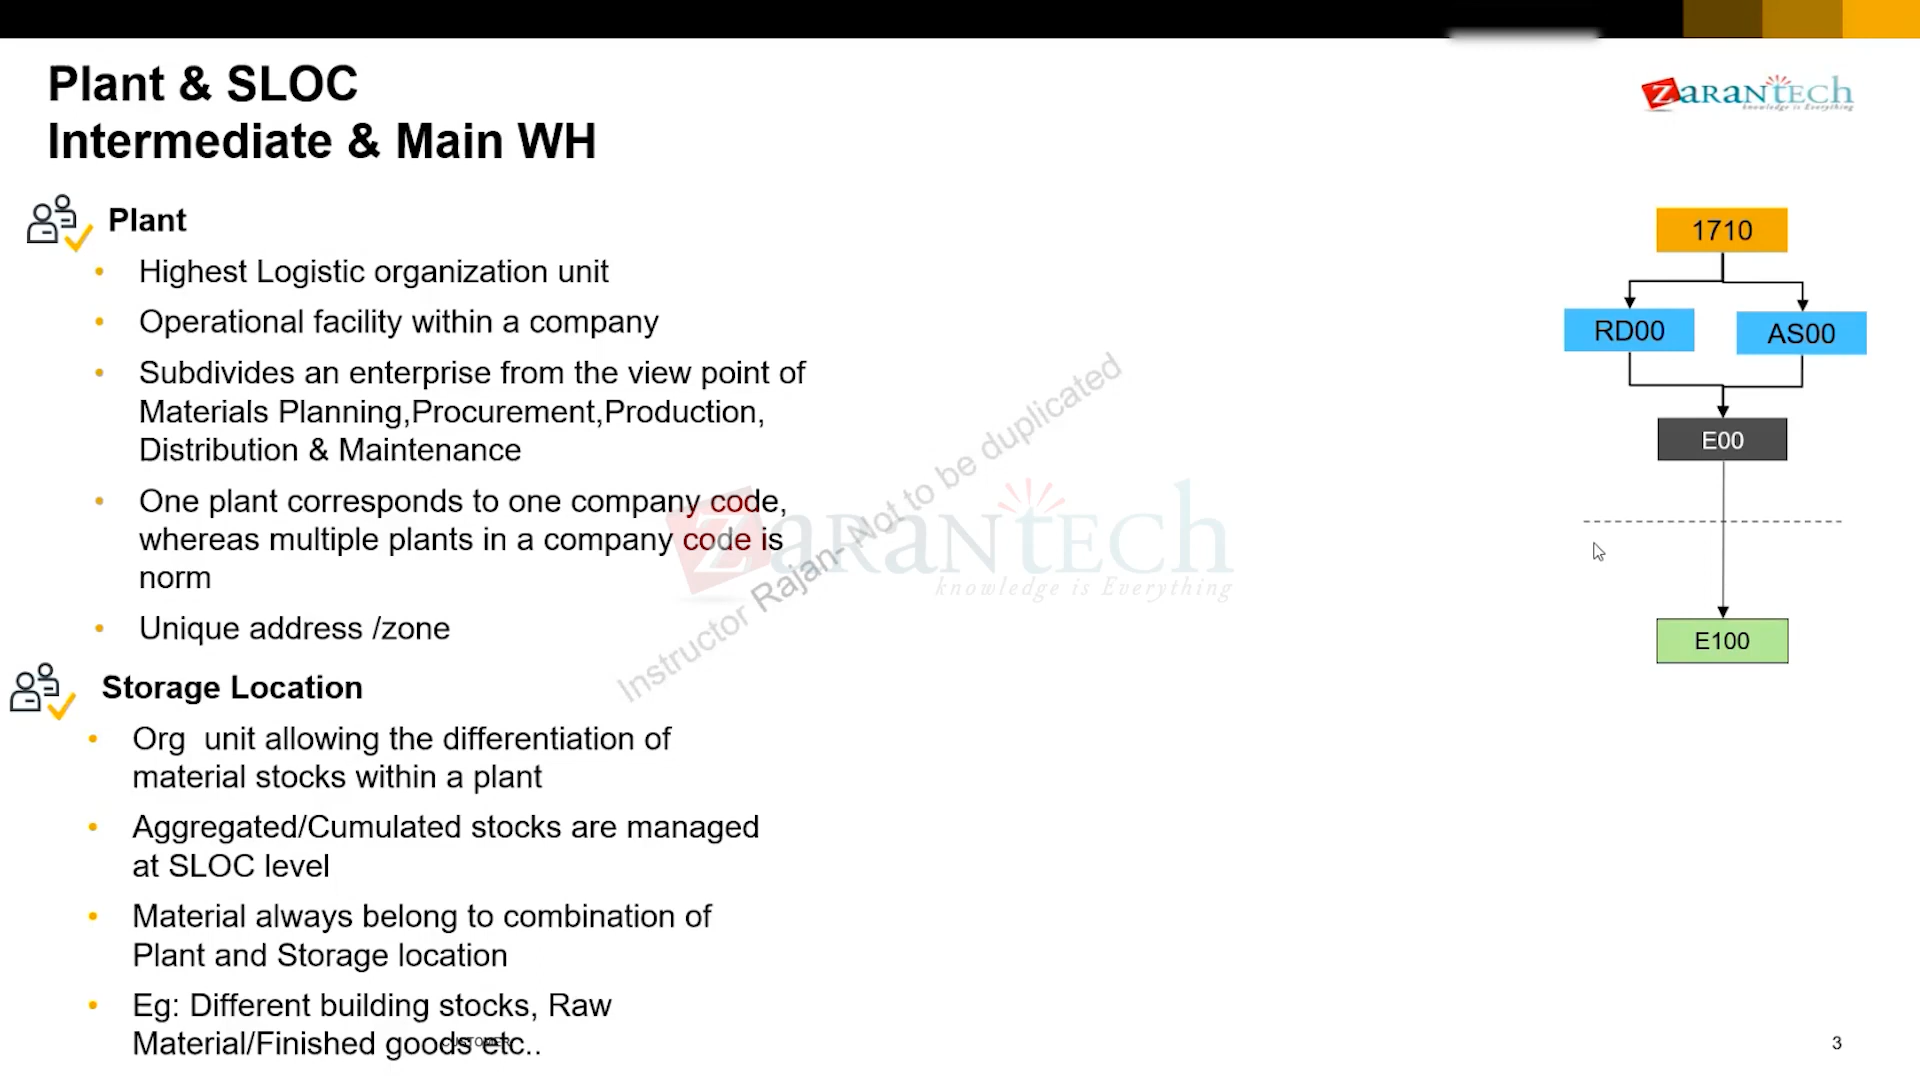 Plant & SLOC
Intermediate & Main WH
ZARANTECH
knowledge is Everything
Plant
• Highest Logistic organization unit
• Operational facility within a company
• Subdivides an enterprise from the view point of
Materials Planning,Procurement,Production,
Distribution & Maintenance
• One plant corresponds to one company code,
whereas multiple plants in a company code is
norm
• Unique address /zone
Storage Location
• Org unit allowing the differentiation of
material stocks within a plant
• Aggregated/Cumulated stocks are managed
at SLOC level
• Material always belong to combination of
Plant and Storage location
• Eg: Different building stocks, Raw
Material/Finished goods etc..
1710
RD00
AS00
E00
E100
ZARANTECH
knowledge is Everything
Instructor Rajan- Not to be duplicated
CUSTOMER
3